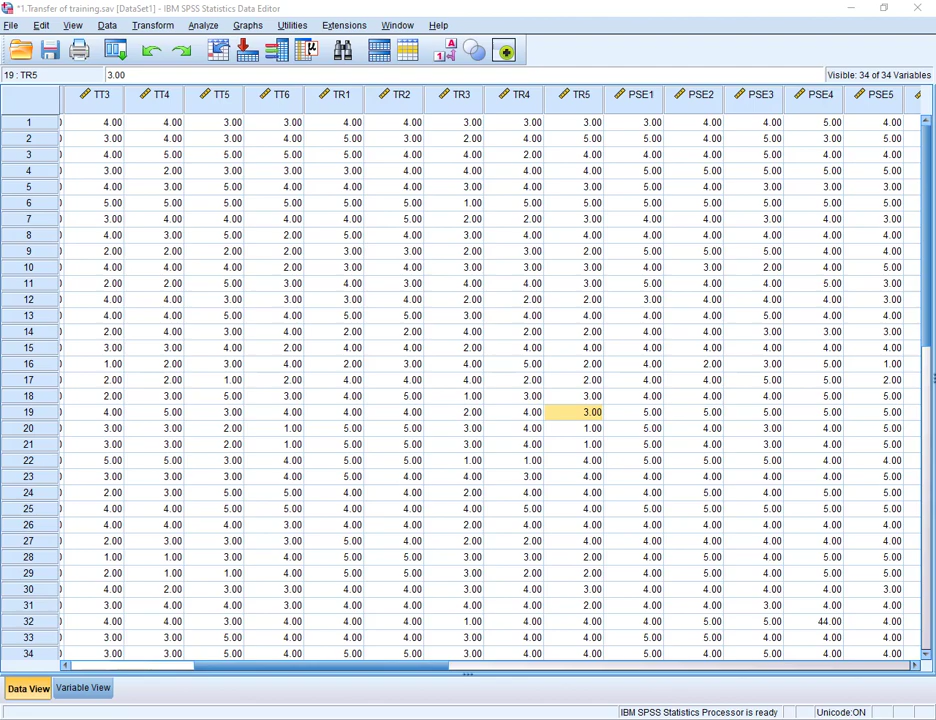 *1.Transfer of training.sav [DataSet1] - IBM SPSS Statistics Data Editor
File Edit View Data Transform Analyze Graphs Utilities Extensions Window Help
19 : TR5 3.00 Visible: 34 of 34 Variables
TT3 TT4 TT5 TT6 TR1 TR2 TR3 TR4 TR5 PSE1 PSE2 PSE3 PSE4 PSE5
1 4.00 4.00 3.00 3.00 4.00 4.00 3.00 3.00 3.00 3.00 4.00 4.00 5.00 4.00
2 3.00 4.00 3.00 4.00 5.00 3.00 2.00 4.00 5.00 5.00 4.00 5.00 3.00 5.00
3 4.00 5.00 5.00 5.00 5.00 4.00 4.00 2.00 4.00 4.00 4.00 5.00 4.00 4.00
4 3.00 2.00 3.00 3.00 3.00 4.00 4.00 4.00 4.00 5.00 4.00 4.00 5.00 5.00
5 4.00 3.00 5.00 4.00 4.00 4.00 3.00 4.00 4.00 5.00 4.00 3.00 3.00 3.00
6 5.00 5.00 5.00 4.00 4.00 5.00 1.00 5.00 5.00 5.00 4.00 4.00 5.00 5.00
7 3.00 4.00 4.00 4.00 4.00 5.00 2.00 2.00 3.00 4.00 4.00 3.00 4.00 4.00
8 4.00 3.00 5.00 2.00 5.00 4.00 3.00 4.00 4.00 4.00 4.00 4.00 4.00 4.00
9 2.00 2.00 2.00 2.00 3.00 3.00 2.00 3.00 2.00 5.00 5.00 5.00 4.00 4.00
10 4.00 4.00 4.00 2.00 3.00 4.00 3.00 3.00 3.00 4.00 3.00 2.00 4.00 5.00
11 2.00 2.00 5.00 3.00 4.00 3.00 4.00 4.00 3.00 5.00 4.00 4.00 5.00 3.00
12 4.00 4.00 3.00 3.00 3.00 4.00 2.00 2.00 2.00 4.00 4.00 4.00 4.00 3.00
13 4.00 4.00 5.00 4.00 5.00 5.00 3.00 4.00 4.00 4.00 4.00 4.00 4.00 4.00
14 2.00 4.00 3.00 4.00 2.00 2.00 4.00 2.00 2.00 4.00 4.00 3.00 3.00 3.00
15 3.00 3.00 4.00 2.00 4.00 4.00 2.00 4.00 4.00 4.00 4.00 4.00 4.00 4.00
16 1.00 2.00 3.00 4.00 2.00 3.00 4.00 5.00 2.00 4.00 2.00 3.00 5.00 1.00
17 2.00 2.00 1.00 2.00 4.00 4.00 4.00 2.00 2.00 4.00 4.00 5.00 5.00 2.00
18 2.00 3.00 5.00 3.00 4.00 5.00 1.00 3.00 3.00 4.00 4.00 5.00 4.00 5.00
19 4.00 5.00 3.00 4.00 4.00 4.00 2.00 4.00 3.00 5.00 5.00 5.00 5.00 5.00
20 3.00 3.00 2.00 1.00 5.00 5.00 3.00 4.00 1.00 5.00 4.00 3.00 4.00 5.00
21 3.00 3.00 2.00 1.00 5.00 5.00 3.00 4.00 1.00 5.00 4.00 3.00 4.00 5.00
22 5.00 5.00 3.00 4.00 5.00 5.00 1.00 1.00 4.00 5.00 5.00 5.00 4.00 4.00
23 3.00 3.00 3.00 4.00 5.00 4.00 4.00 3.00 4.00 4.00 4.00 4.00 4.00 5.00
24 2.00 3.00 5.00 5.00 4.00 4.00 2.00 4.00 4.00 4.00 5.00 4.00 5.00 5.00
25 4.00 4.00 5.00 5.00 4.00 4.00 4.00 5.00 4.00 4.00 4.00 4.00 4.00 5.00
26 4.00 4.00 4.00 3.00 4.00 4.00 2.00 4.00 4.00 4.00 4.00 4.00 4.00 4.00
27 2.00 3.00 3.00 4.00 4.00 4.00 2.00 2.00 4.00 4.00 5.00 4.00 4.00 4.00
28 1.00 1.00 3.00 4.00 5.00 5.00 3.00 3.00 2.00 4.00 5.00 4.00 5.00 5.00
29 2.00 1.00 1.00 4.00 5.00 5.00 3.00 2.00 2.00 4.00 5.00 4.00 5.00 5.00
30 4.00 2.00 3.00 3.00 4.00 4.00 3.00 4.00 4.00 4.00 4.00 4.00 4.00 3.00
31 3.00 4.00 4.00 3.00 4.00 4.00 4.00 4.00 2.00 4.00 4.00 3.00 4.00 4.00
32 4.00 4.00 3.00 4.00 4.00 4.00 1.00 4.00 4.00 4.00 5.00 5.00 44.00 4.00
33 3.00 3.00 5.00 4.00 4.00 4.00 3.00 4.00 4.00 5.00 5.00 4.00 4.00 4.00
34 3.00 3.00 5.00 4.00 5.00 5.00 3.00 4.00 4.00 4.00 4.00 4.00 5.00 5.00
Data View Variable View
IBM SPSS Statistics Processor is ready Unicode:ON